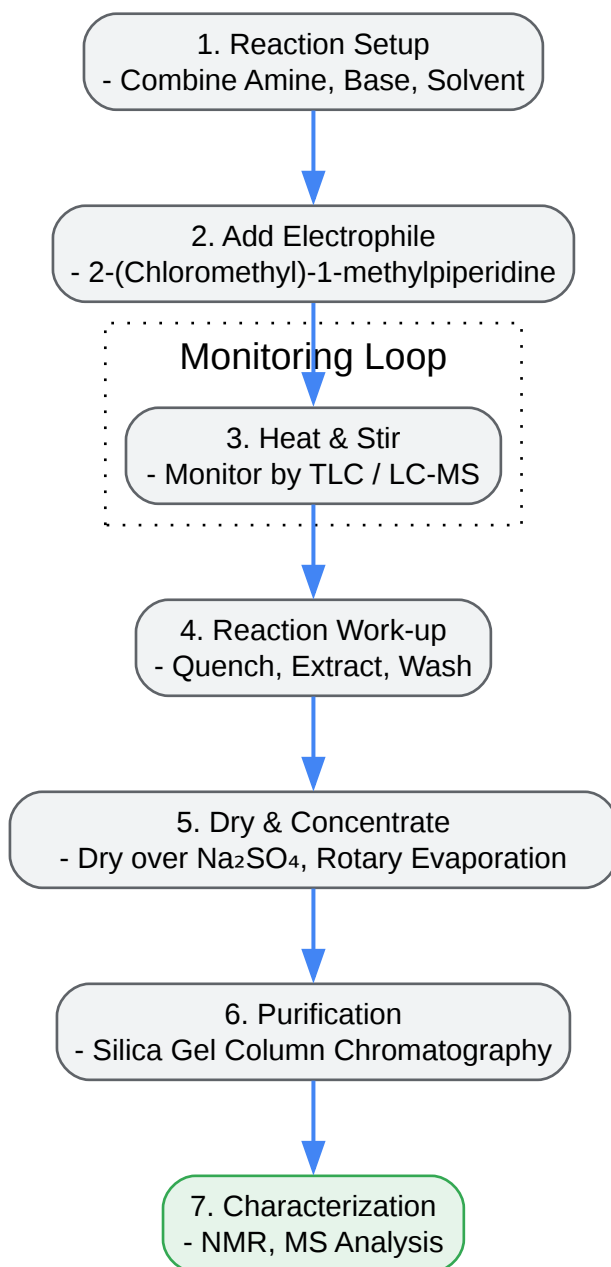 1. Reaction Setup
- Combine Amine, Base, Solvent
2. Add Electrophile
- 2-(Chloromethyl)-1-methylpiperidine
Monitoring Loop
3. Heat & Stir
- Monitor by TLC / LC-MS
4. Reaction Work-up
- Quench, Extract, Wash
5. Dry & Concentrate
- Dry over Na₂SO₄, Rotary Evaporation
6. Purification
- Silica Gel Column Chromatography
7. Characterization
- NMR, MS Analysis